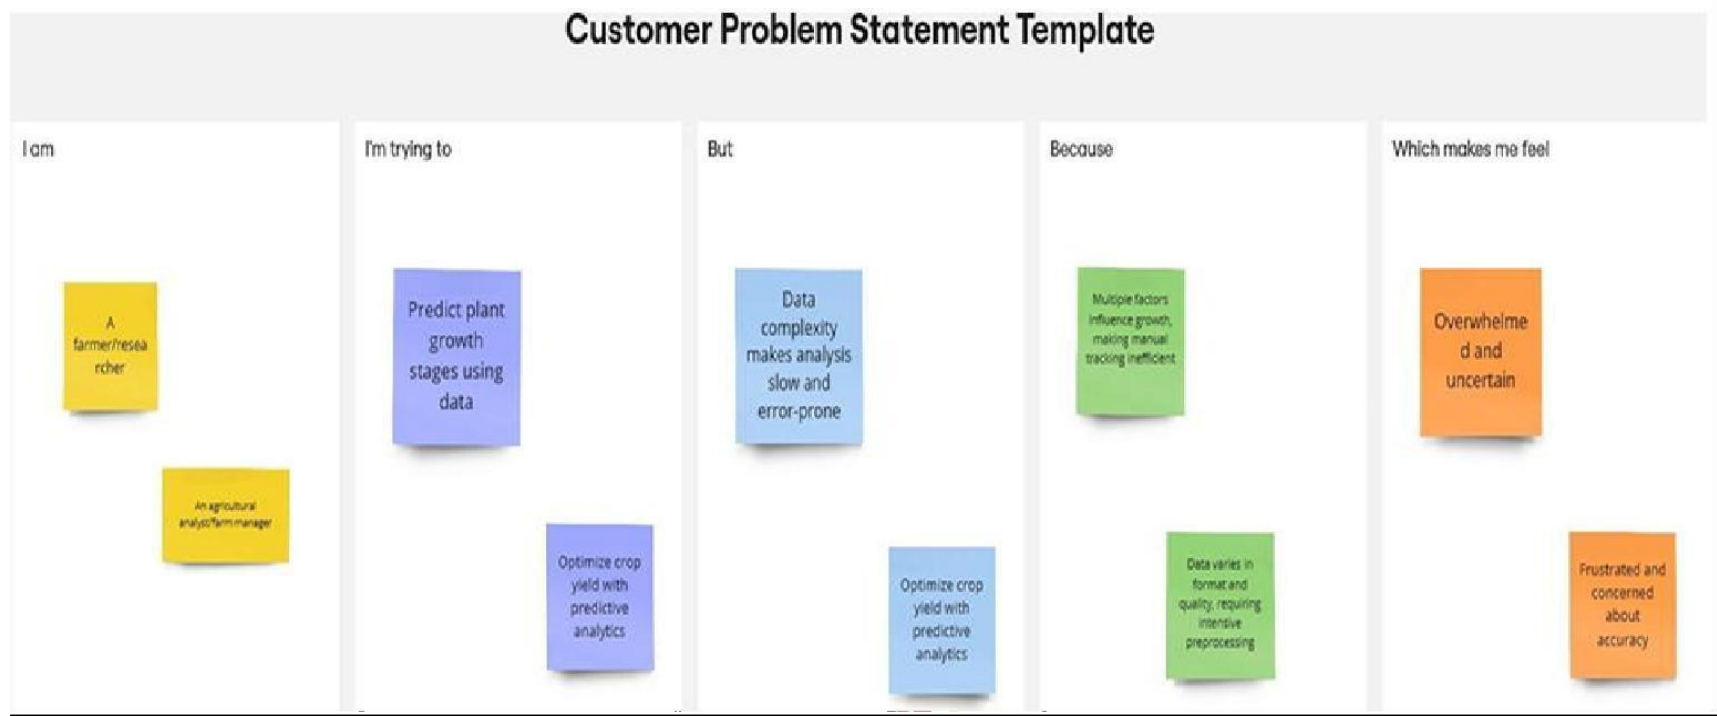 Customer Problem Statement Template
I am
A
farmer/resea
rcher
An agricultural
analyst/farm manager
I'm trying to
Predict plant
growth
stages using
data
Optimize crop
yield with
predictive
analytics
But
Data
complexity
makes analysis
slow and
error-prone
Optimize crop
yield with
predictive
analytics
Because
Multiple factors
influence growth,
making manual
tracking inefficient
Data varies in
format and
quality, requiring
intensive
preprocessing
Which makes me feel
Overwhelme
d and
uncertain
Frustrated and
concerned
about
accuracy